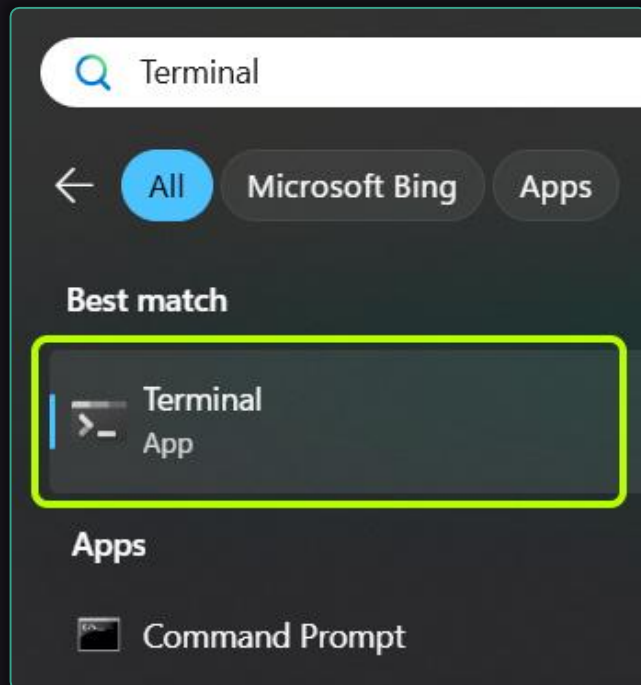 Terminal
All Microsoft Bing Apps
Best match
Terminal
App
Apps
Command Prompt